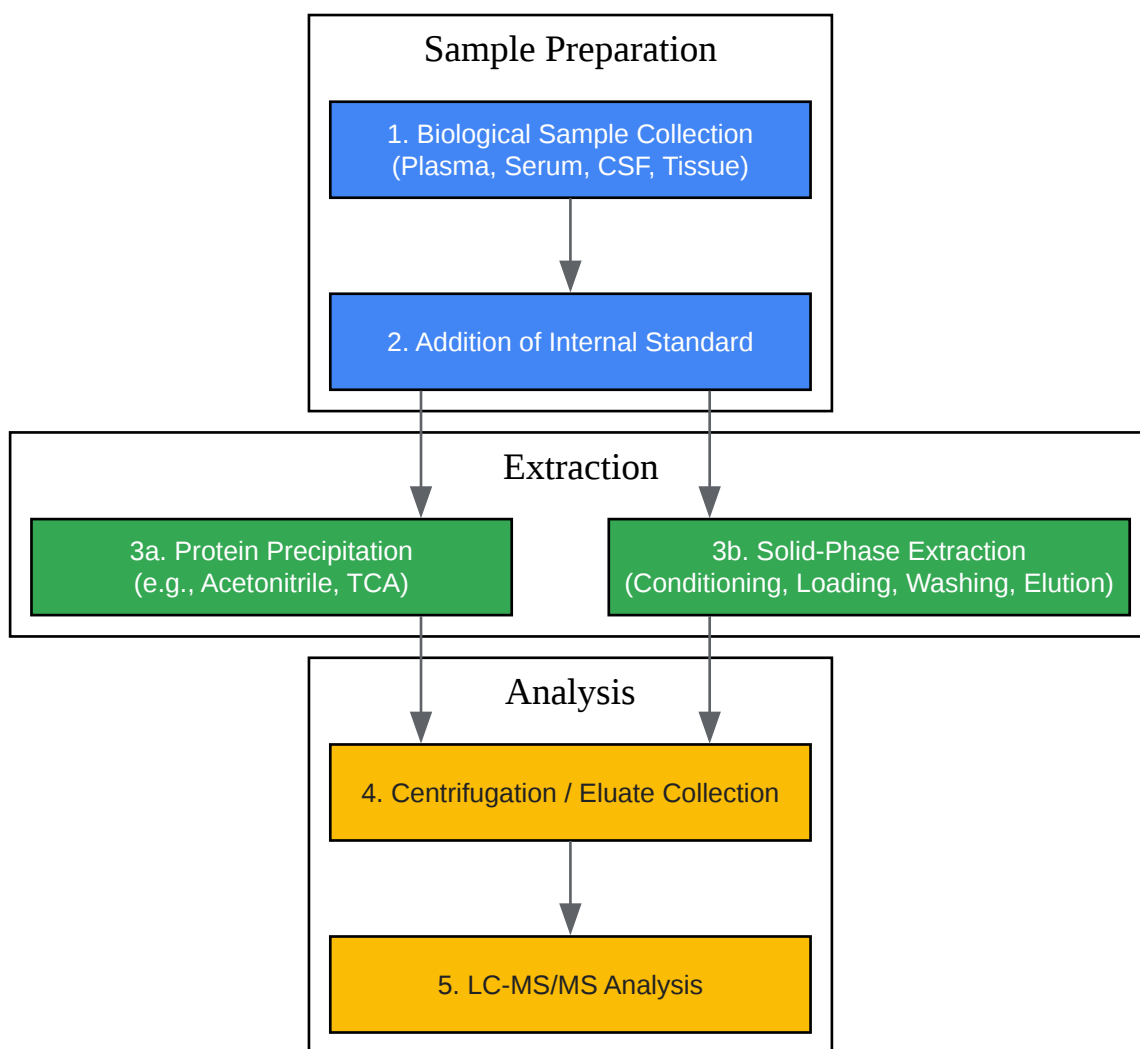 Sample Preparation
1. Biological Sample Collection
(Plasma, Serum, CSF, Tissue)
2. Addition of Internal Standard
Extraction
3a. Protein Precipitation
(e.g., Acetonitrile, TCA)
3b. Solid-Phase Extraction
(Conditioning, Loading, Washing, Elution)
Analysis
4. Centrifugation / Eluate Collection
5. LC-MS/MS Analysis